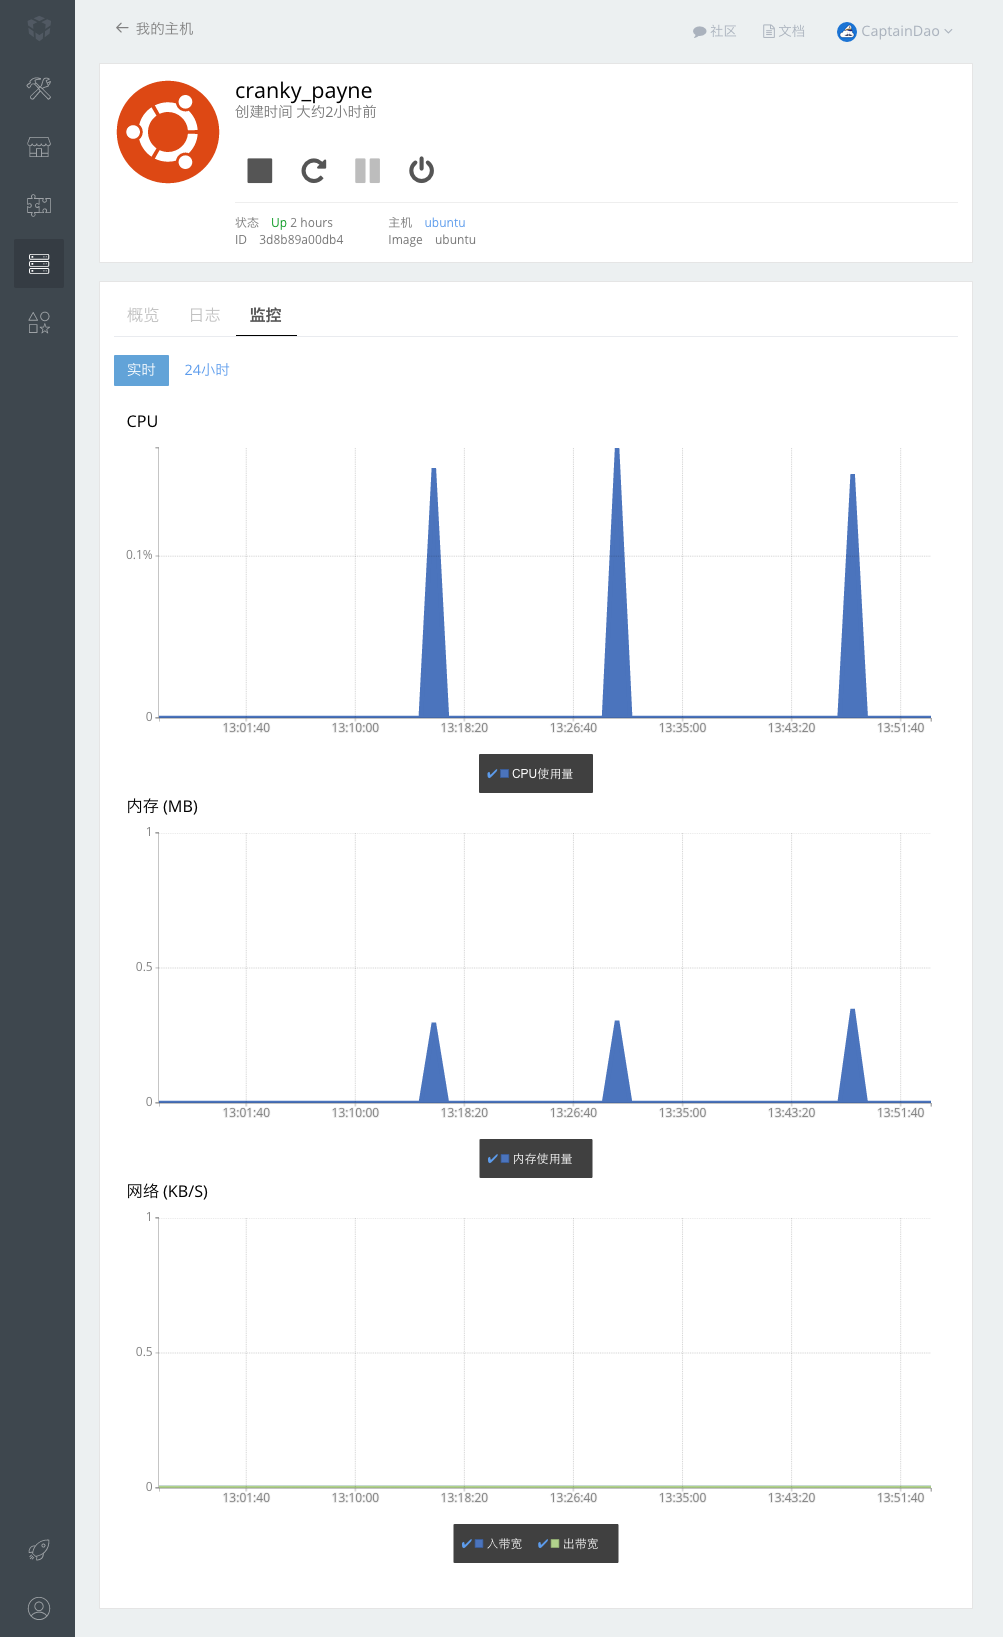 ← 我的主机
社区 文档 CaptainDao
cranky_payne
创建时间 大约2小时前
状态 Up 2 hours 主机 ubuntu
ID 3d8b89a00db4 Image ubuntu
概览 日志 监控
实时 24小时
CPU
0.1%
0
13:01:40 13:10:00 13:18:20 13:26:40 13:35:00 13:43:20 13:51:40
CPU使用量
内存 (MB)
1
0.5
0
13:01:40 13:10:00 13:18:20 13:26:40 13:35:00 13:43:20 13:51:40
内存使用量
网络 (KB/S)
1
0.5
0
13:01:40 13:10:00 13:18:20 13:26:40 13:35:00 13:43:20 13:51:40
入带宽 出带宽